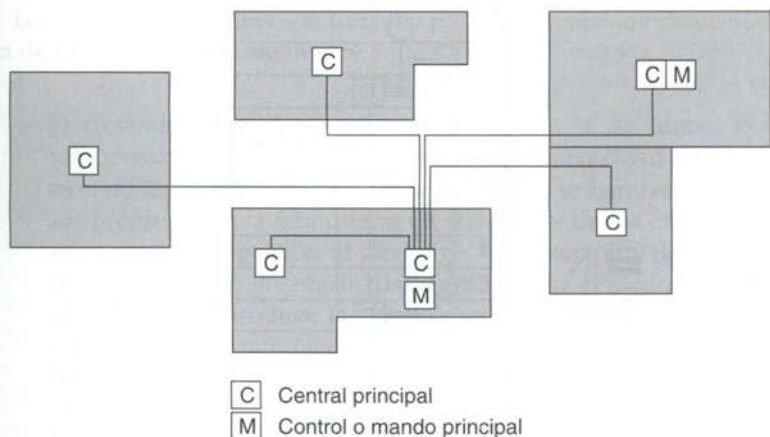 C
C M
C
C
C C
M
C Central principal
M Control o mando principal